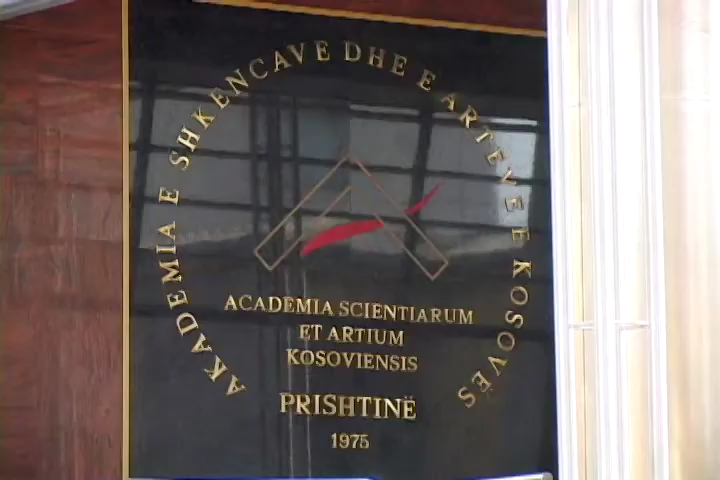 AKADEMIA E SHKENCAVE DHE E ARTEVE E KOSOVËS
ACADEMIA SCIENTIARUM
ET ARTIUM
KOSOVIENSIS
PRISHTINË
1975